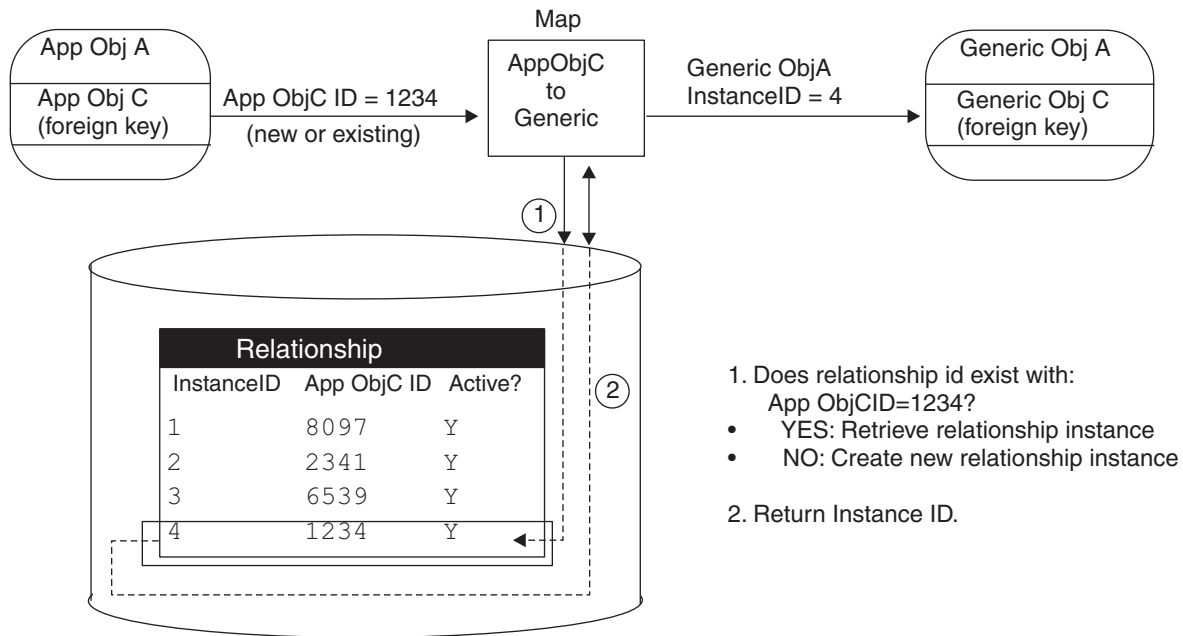 Map
App Obj A
App Obj C
(foreign key)
App ObjC ID = 1234
(new or existing)
AppObjC
to
Generic
Generic ObjA
InstanceID = 4
Generic Obj A
Generic Obj C
(foreign key)
1
2
Relationship
InstanceID App ObjC ID Active?
1 8097 Y
2 2341 Y
3 6539 Y
4 1234 Y
1. Does relationship id exist with:
App ObjCID=1234?
• YES: Retrieve relationship instance
• NO: Create new relationship instance
2. Return Instance ID.